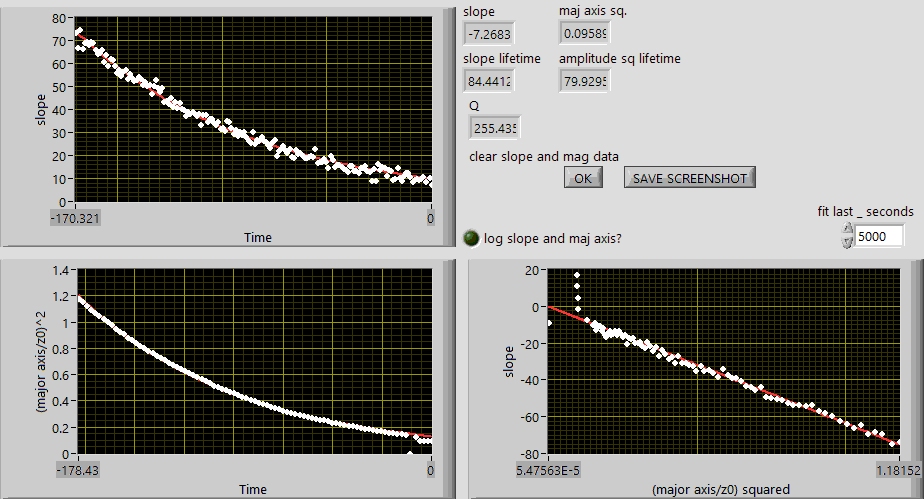 80
70
60
50
40
30
20
10
0
slope
-170.321
0
Time
slope
maj axis sq.
-7.2683
0.0958
slope lifetime
amplitude sq lifetime
84.4412
79.929
Q
255.43
clear slope and mag data
OK
SAVE SCREENSHOT
log slope and maj axis?
fit last _ seconds
5000
1.4
1.2
1
0.8
0.6
0.4
0.2
0
(major axis/z0)^2
-178.43
0
Time
20
0
-20
-40
-60
-80
slope
5.47563E-5
1.18152
(major axis/z0) squared